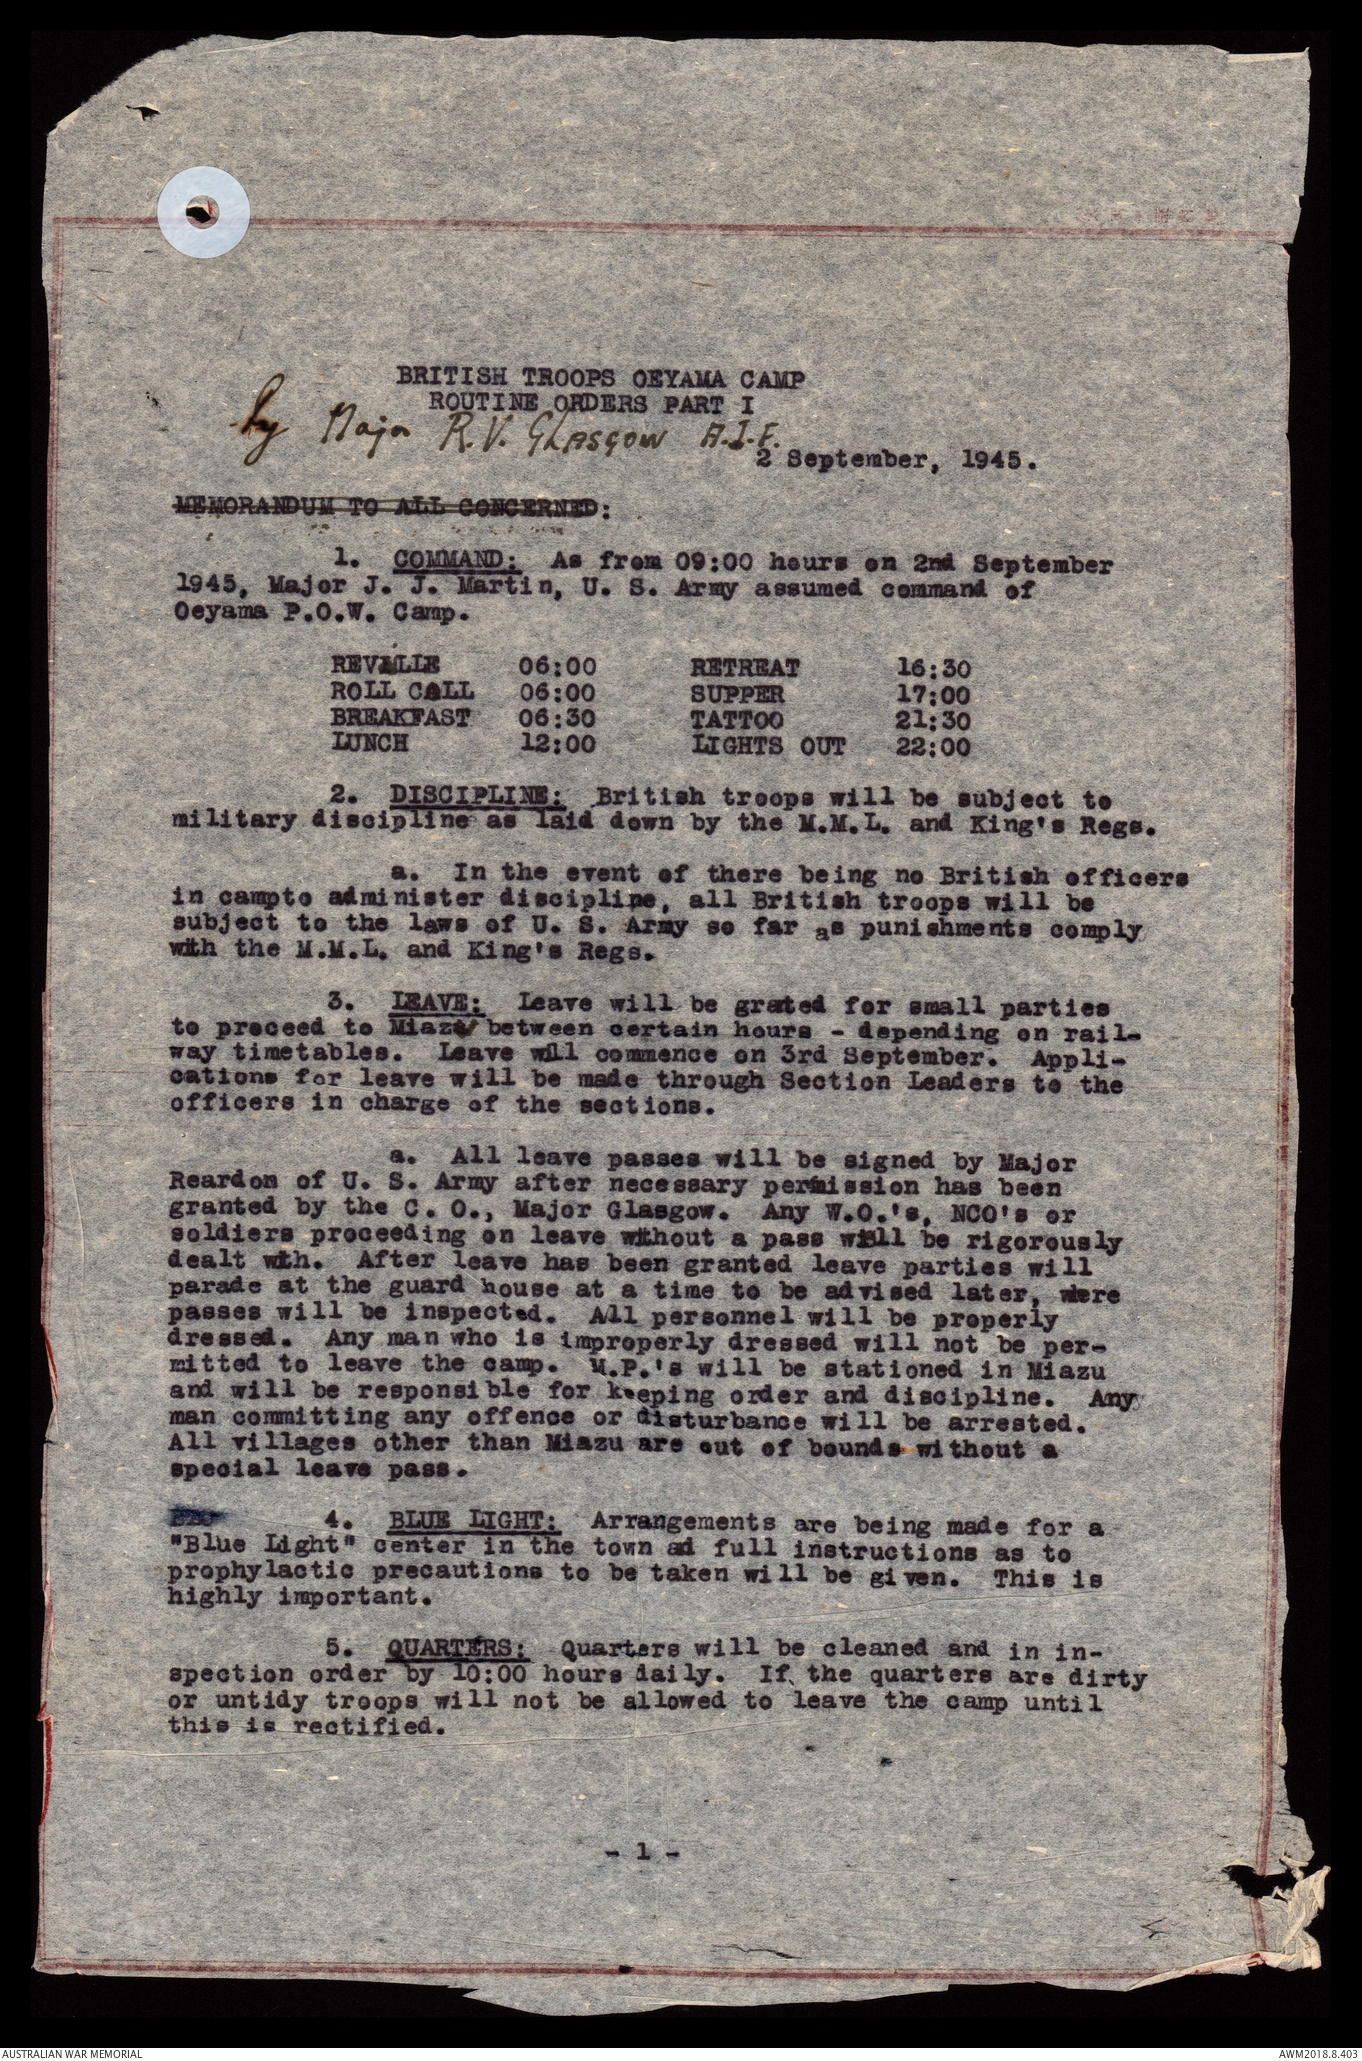 BRITISH TROOPS OEYAMA CAMP
ROUTINE ORDERS PART I
by Major R.V. GLASGOW A.I.F.
2 September, 1945.
MEMORANDUM TO ALL CONCERNED:
1. COMMAND: As from 09:00 hours on 2nd September
1945, Major J. J. Martin, U. S. Army assumed command of
Oeyama P.O.W. Camp.
REVILLIE 06:00 RETREAT 16:30
ROLL CALL 06:00 SUPPER 17:00
BREAKFAST 06:30 TATTOO 21:30
LUNCH 12:00 LIGHTS OUT 22:00
2. DISCIPLINE: British troops will be subject to
military discipline as laid down by the M.M.L. and King's Regs.
a. In the event of there being no British officers
in campto administer discipline, all British troops will be
subject to the laws of U. S. Army so far as punishments comply
with the M.M.L. and King's Regs.
3. LEAVE: Leave will be grated for small parties
to proceed to Miazu between certain hours - depending on rail-
way timetables. Leave will commence on 3rd September. Appli-
cations for leave will be made through Section Leaders to the
officers in charge of the sections.
a. All leave passes will be signed by Major
Reardon of U. S. Army after necessary permission has been
granted by the C. O., Major Glasgow. Any W.O.'s, NCO's or
soldiers proceeding on leave without a pass will be rigorously
dealt wth. After leave has been granted leave parties will
parade at the guard house at a time to be advised later, where
passes will be inspected. All personnel will be properly
dressed. Any man who is improperly dressed will not be per-
mitted to leave the camp. M.P.'s will be stationed in Miazu
and will be responsible for keeping order and discipline. Any
man committing any offence or disturbance will be arrested.
All villages other than Miazu are out of bounds without a
special leave pass.
4. BLUE LIGHT: Arrangements are being made for a
"Blue Light" center in the town ad full instructions as to
prophylactic precautions to be taken will be given. This is
highly important.
5. QUARTERS: Quarters will be cleaned and in in-
spection order by 10:00 hours daily. If the quarters are dirty
or untidy troops will not be allowed to leave the camp until
this is rectified.
- 1 -
AUSTRALIAN WAR MEMORIAL AWM2018.8.403